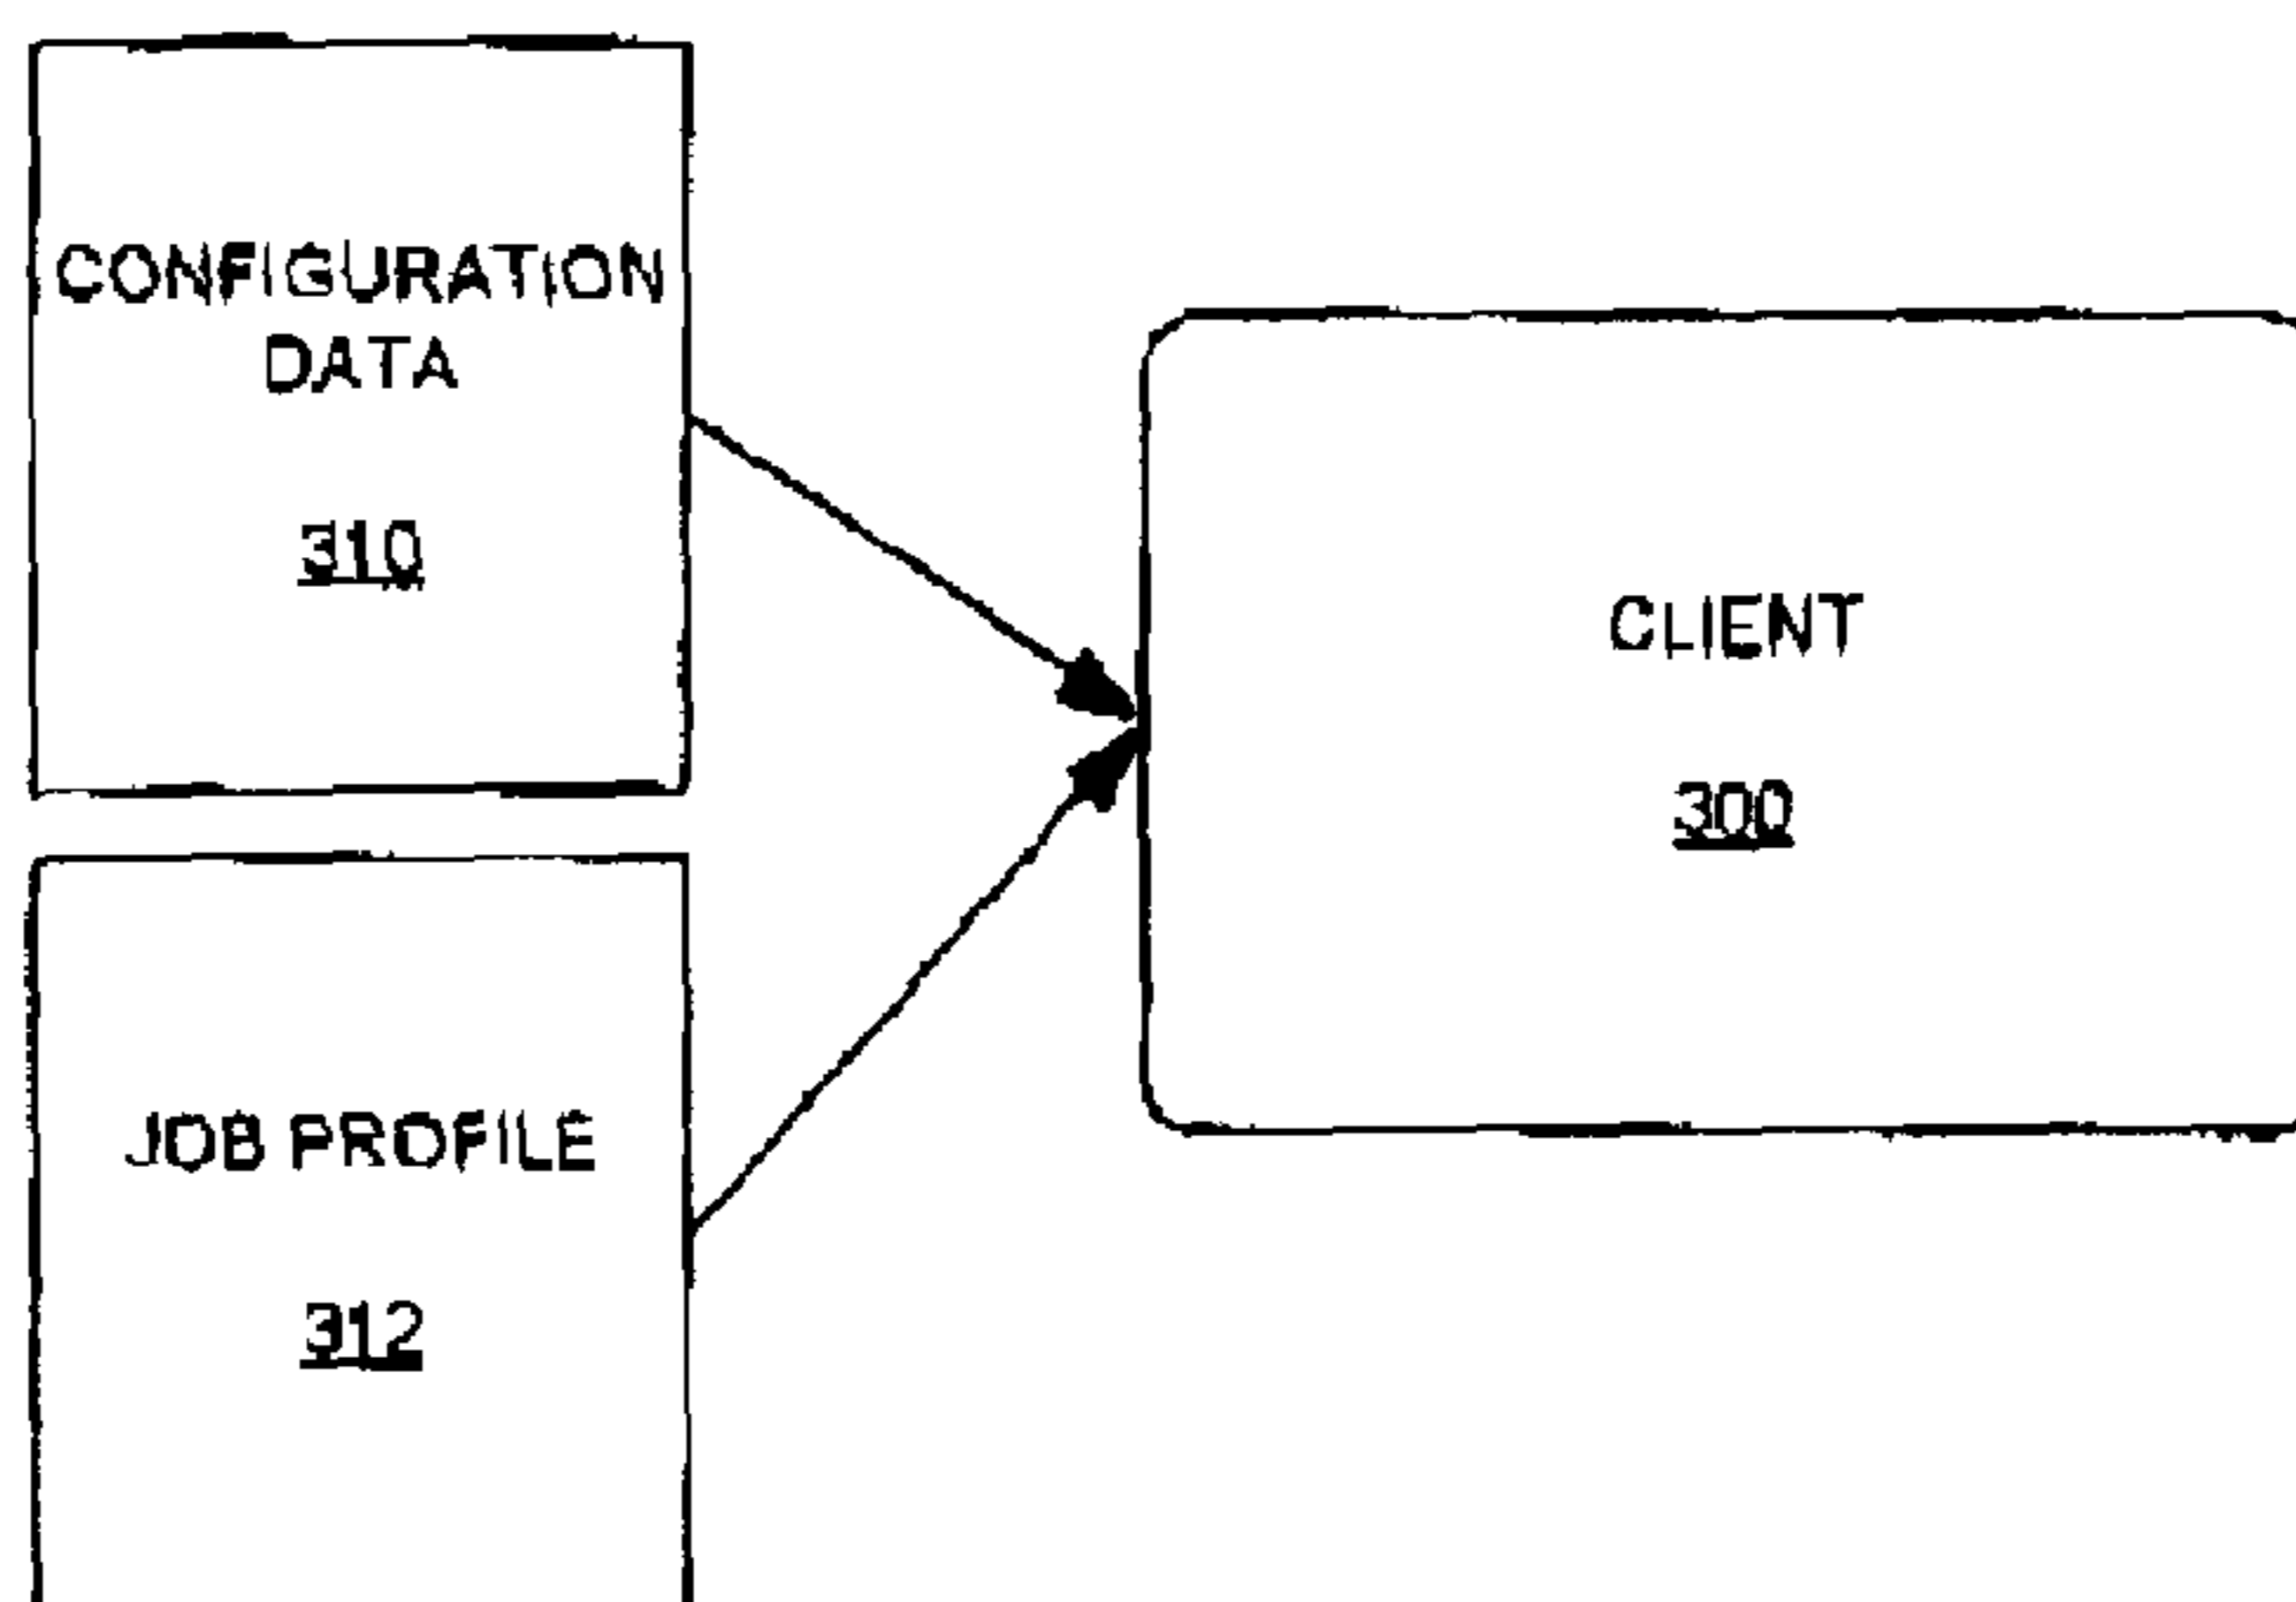 CONFIGURATION
DATA
310
CLIENT
300
JOB PROFILE
312